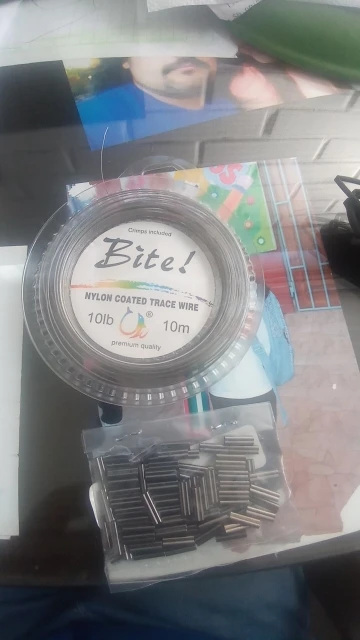 Crimps included
Bite!
NYLON COATED TRACE WIRE
10lb ® 10m
premium quality